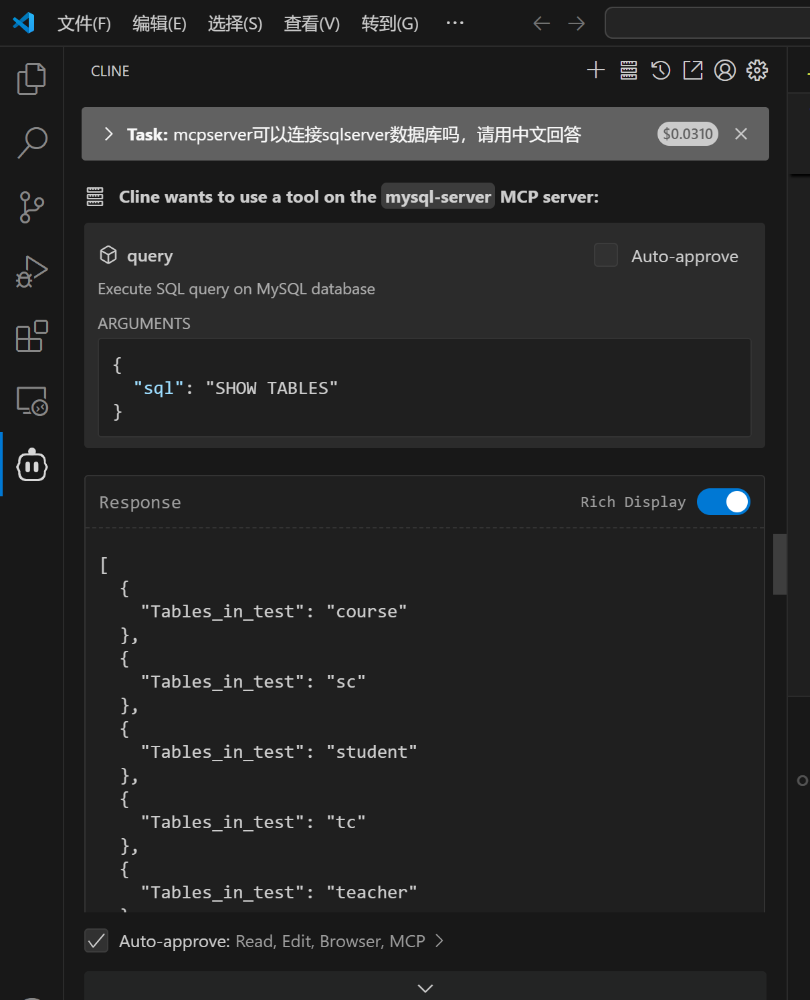 文件(F) 编辑(E) 选择(S) 查看(V) 转到(G) ···
CLINE
Task: mcpserver可以连接sqlserver数据库吗，请用中文回答 $0.0310
Cline wants to use a tool on the mysql-server MCP server:
query Auto-approve
Execute SQL query on MySQL database
ARGUMENTS
{
"sql": "SHOW TABLES"
}
Response Rich Display
[
{
"Tables_in_test": "course"
},
{
"Tables_in_test": "sc"
},
{
"Tables_in_test": "student"
},
{
"Tables_in_test": "tc"
},
{
"Tables_in_test": "teacher"
Auto-approve: Read, Edit, Browser, MCP